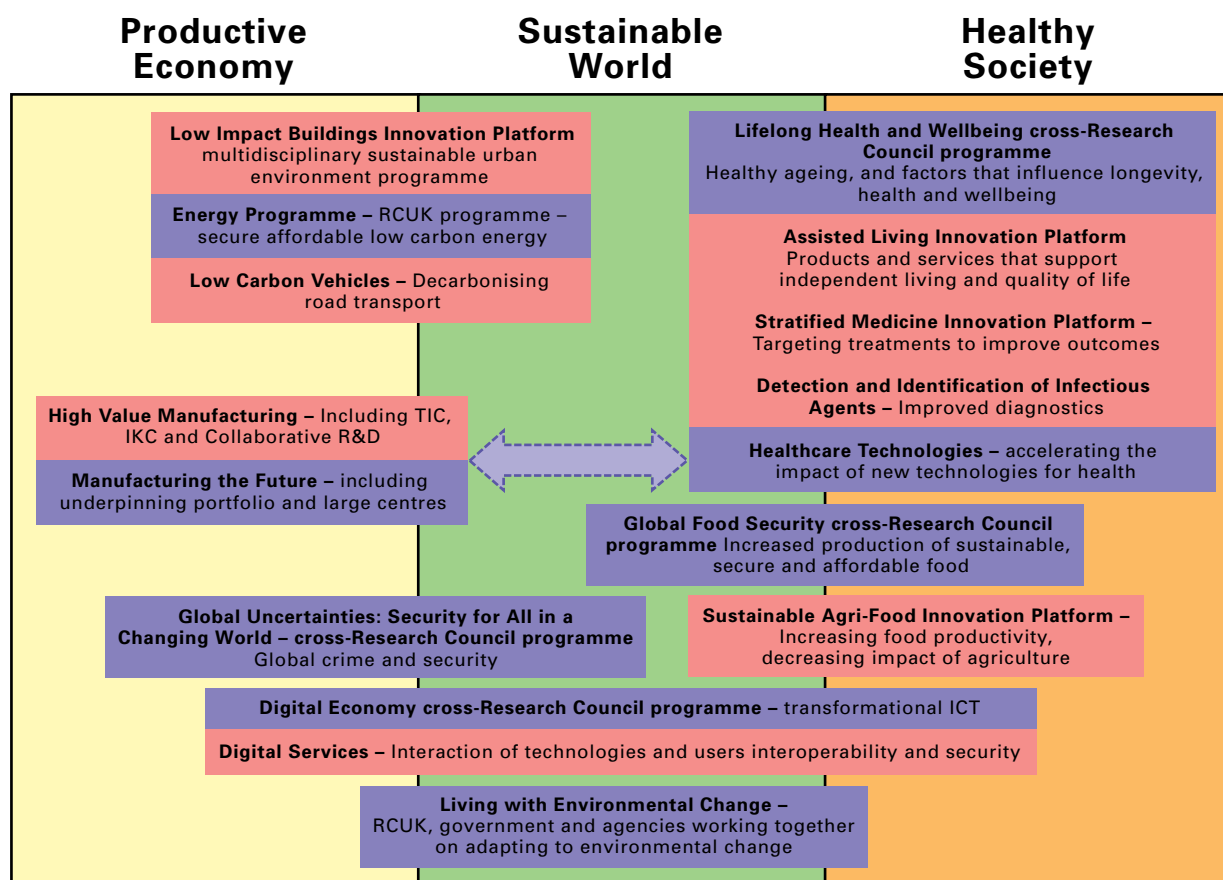 Productive
Economy
Sustainable
World
Healthy
Society
Low Impact Buildings Innovation Platform
multidisciplinary sustainable urban
environment programme
Energy Programme – RCUK programme –
secure affordable low carbon energy
Low Carbon Vehicles – Decarbonising
road transport
Lifelong Health and Wellbeing cross-Research
Council programme
Healthy ageing, and factors that influence longevity,
health and wellbeing
Assisted Living Innovation Platform
Products and services that support
independent living and quality of life
Stratified Medicine Innovation Platform –
Targeting treatments to improve outcomes
Detection and Identification of Infectious
Agents – Improved diagnostics
Healthcare Technologies – accelerating the
impact of new technologies for health
High Value Manufacturing – Including TIC,
IKC and Collaborative R&D
Manufacturing the Future – including
underpinning portfolio and large centres
Global Food Security cross-Research Council
programme Increased production of sustainable,
secure and affordable food
Global Uncertainties: Security for All in a
Changing World – cross-Research Council programme
Global crime and security
Sustainable Agri-Food Innovation Platform –
Increasing food productivity,
decreasing impact of agriculture
Digital Economy cross-Research Council programme – transformational ICT
Digital Services – Interaction of technologies and users interoperability and security
Living with Environmental Change –
RCUK, government and agencies working together
on adapting to environmental change